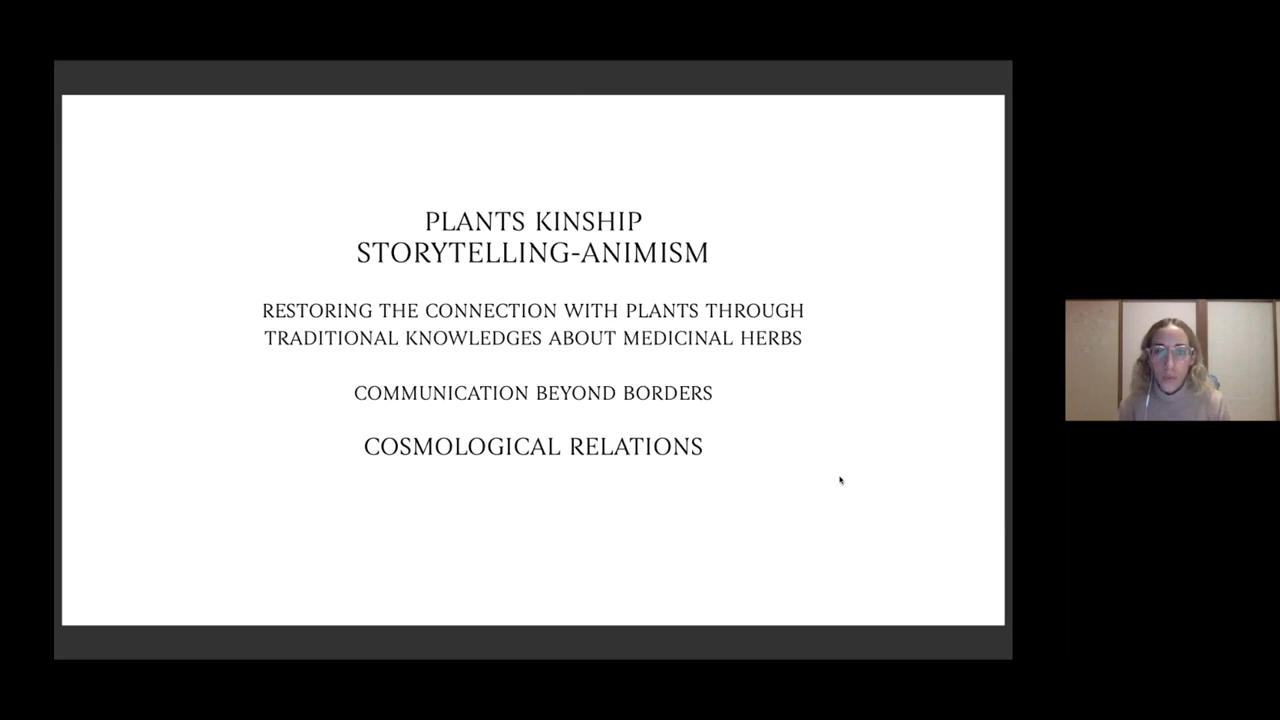 PLANTS KINSHIP
STORYTELLING-ANIMISM
RESTORING THE CONNECTION WITH PLANTS THROUGH
TRADITIONAL KNOWLEDGES ABOUT MEDICINAL HERBS
COMMUNICATION BEYOND BORDERS
COSMOLOGICAL RELATIONS